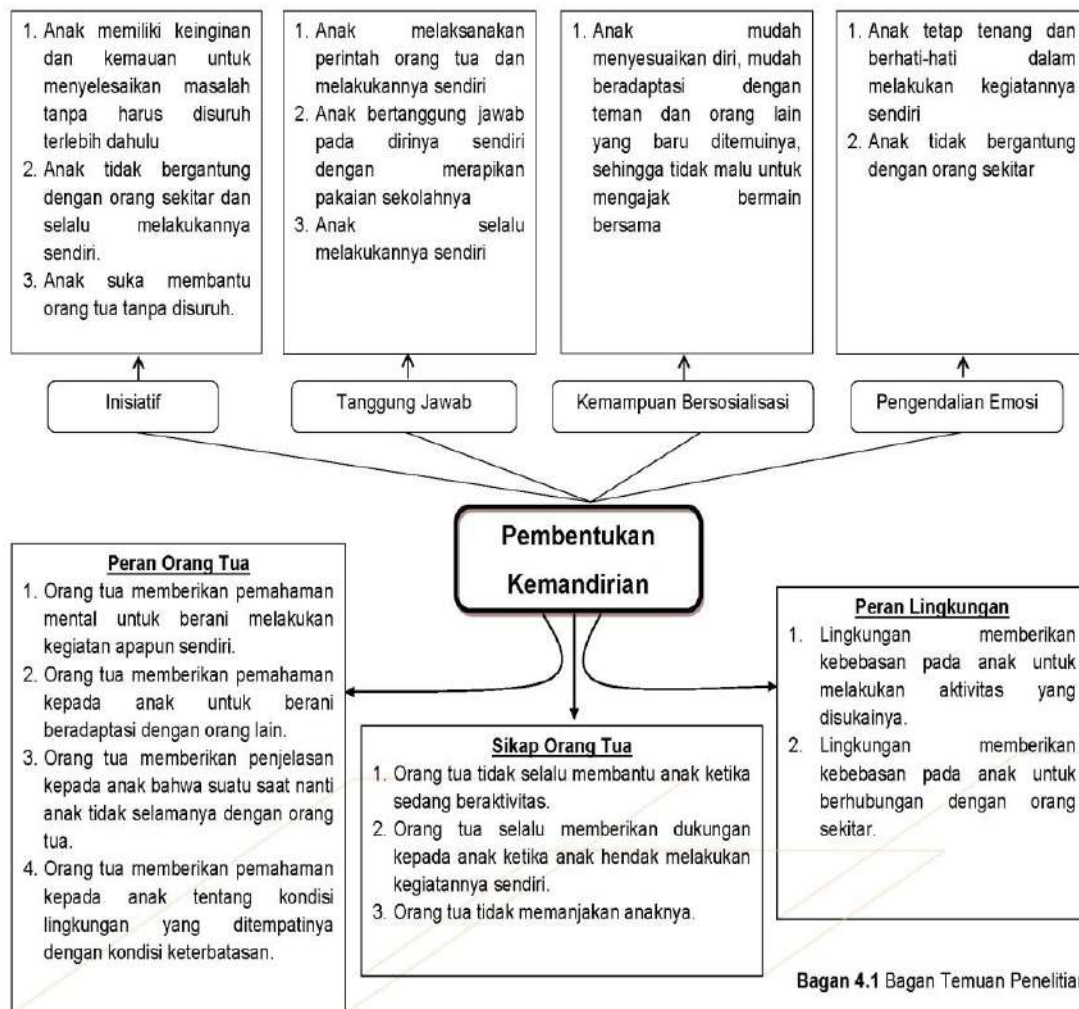 1. Anak memiliki keinginan
dan kemauan untuk
menyelesaikan masalah
tanpa harus disuruh
terlebih dahulu
2. Anak tidak bergantung
dengan orang sekitar dan
selalu melakukannya
sendiri.
3. Anak suka membantu
orang tua tanpa disuruh.
1. Anak melaksanakan
perintah orang tua dan
melakukannya sendiri
2. Anak bertanggung jawab
pada dirinya sendiri
dengan merapikan
pakaian sekolahnya
3. Anak selalu
melakukannya sendiri
1. Anak mudah
menyesuaikan diri, mudah
beradaptasi dengan
teman dan orang lain
yang baru ditemuinya,
sehingga tidak malu untuk
mengajak bermain
bersama
1. Anak tetap tenang dan
berhati-hati dalam
melakukan kegiatannya
sendiri
2. Anak tidak bergantung
dengan orang sekitar
Inisiatif
Tanggung Jawab
Kemampuan Bersosialisasi
Pengendalian Emosi
Pembentukan
Kemandirian
Peran Orang Tua
1. Orang tua memberikan pemahaman
mental untuk berani melakukan
kegiatan apapun sendiri.
2. Orang tua memberikan pemahaman
kepada anak untuk berani
beradaptasi dengan orang lain.
3. Orang tua memberikan penjelasan
kepada anak bahwa suatu saat nanti
anak tidak selamanya dengan orang
tua.
4. Orang tua memberikan pemahaman
kepada anak tentang kondisi
lingkungan yang ditempatinya
dengan kondisi keterbatasan.
Sikap Orang Tua
1. Orang tua tidak selalu membantu anak ketika
sedang beraktivitas.
2. Orang tua selalu memberikan dukungan
kepada anak ketika anak hendak melakukan
kegiatannya sendiri.
3. Orang tua tidak memanjakan anaknya.
Peran Lingkungan
1. Lingkungan memberikan
kebebasan pada anak untuk
melakukan aktivitas yang
disukainya.
2. Lingkungan memberikan
kebebasan pada anak untuk
berhubungan dengan orang
sekitar.
Bagan 4.1 Bagan Temuan Penelitian